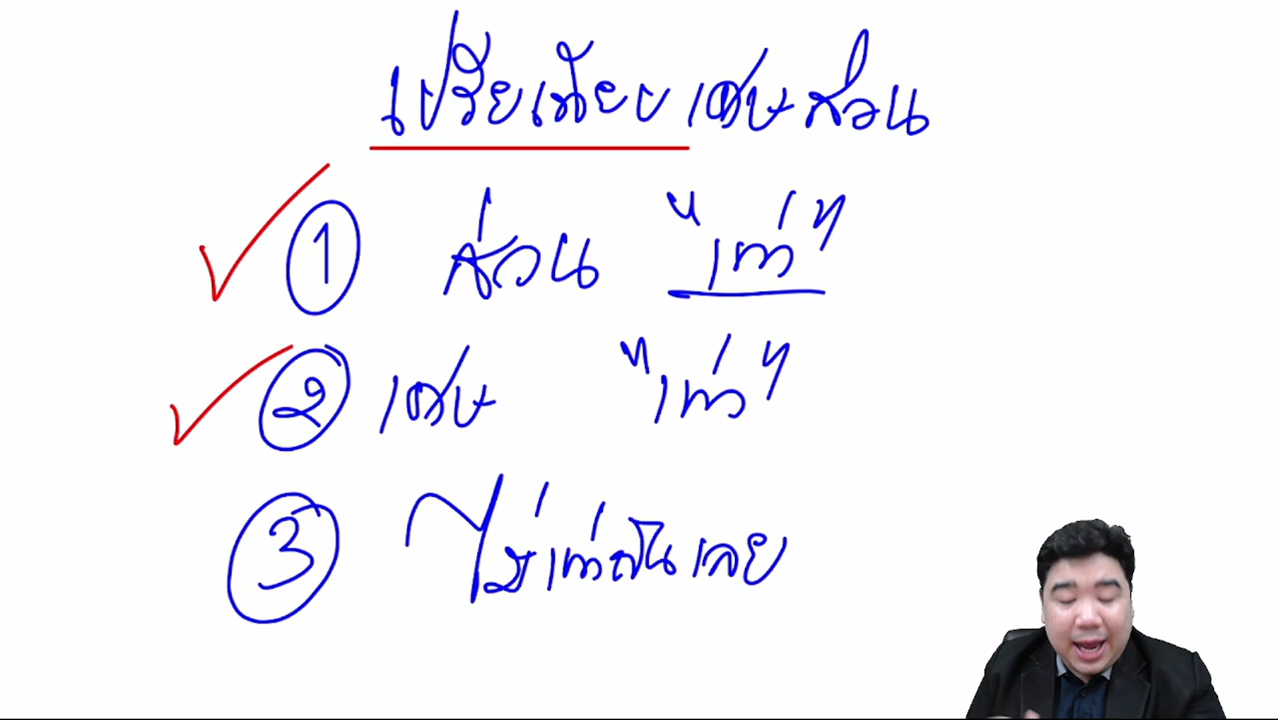 เปรียบเทียบเศษส่วน
1 ส่วน "เท่า"
2 เศษ "เท่า"
3 ไม่เท่ากันเลย